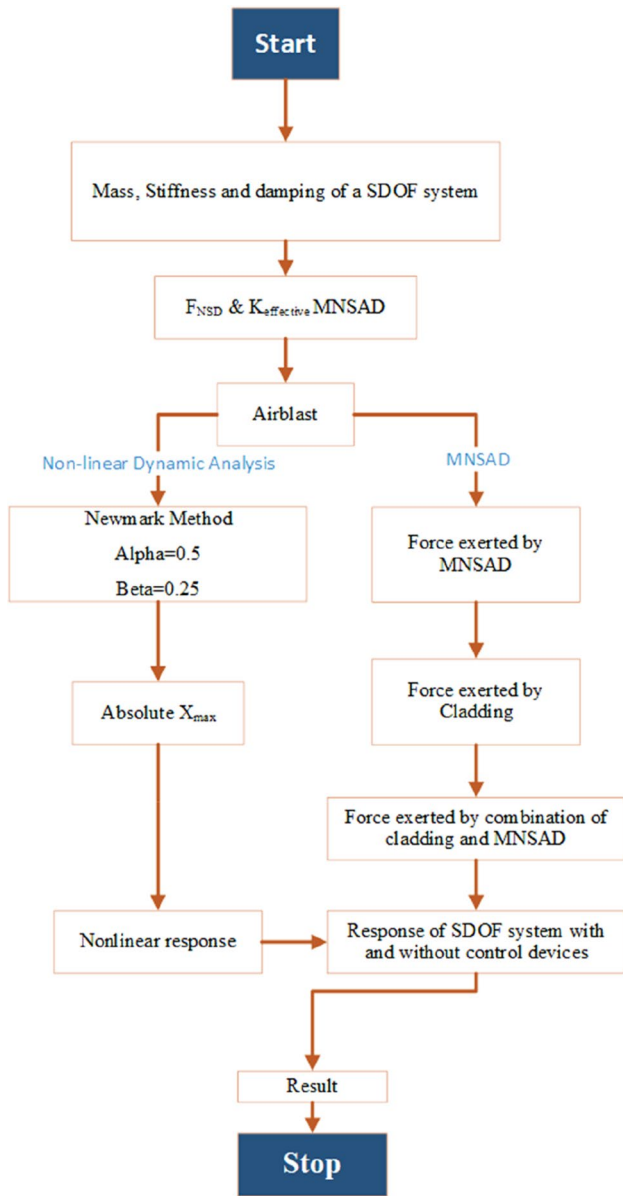 Start
Mass, Stiffness and damping of a SDOF system
FNSD & Keffective MNSAD
Airblast
Non-linear Dynamic Analysis
MNSAD
Newmark Method
Alpha=0.5
Beta=0.25
Force exerted by
MNSAD
Absolute Xmax
Force exerted by
Cladding
Force exerted by combination of
cladding and MNSAD
Nonlinear response
Response of SDOF system with
and without control devices
Result
Stop